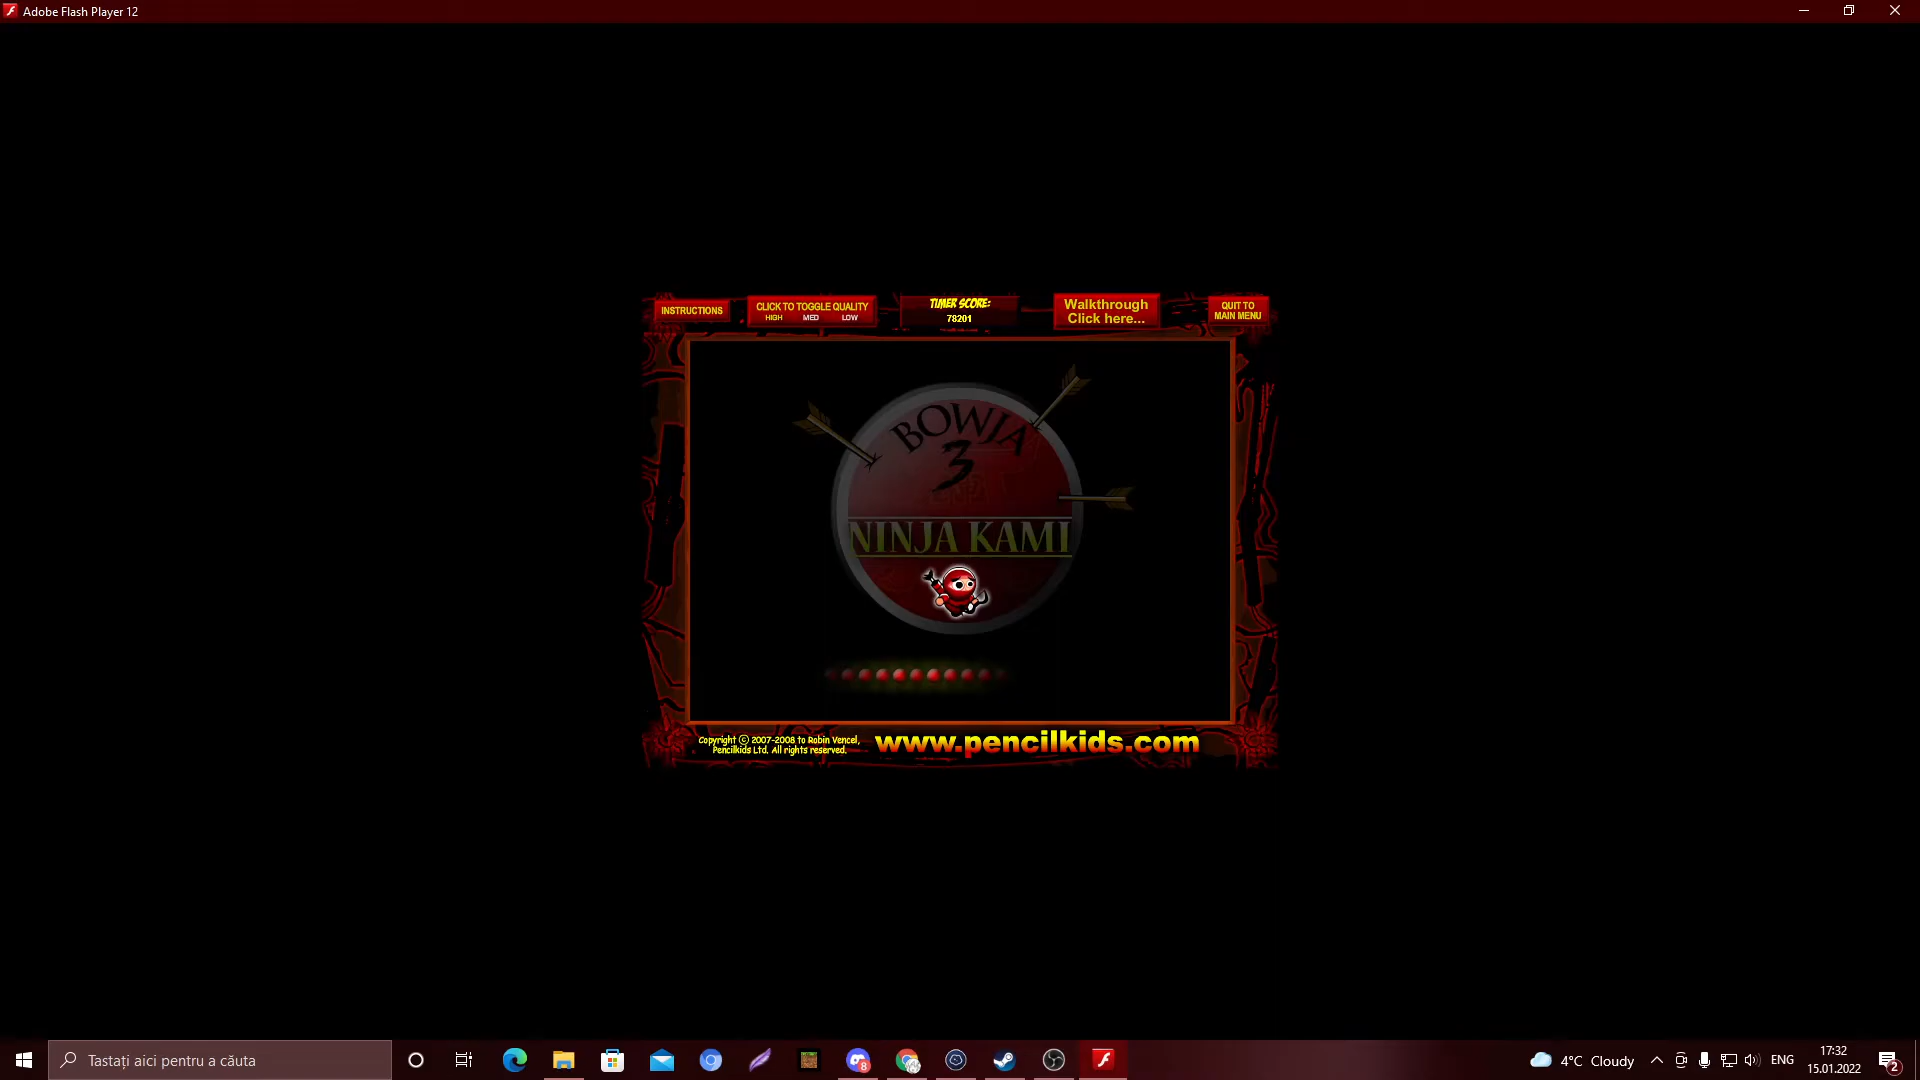 Adobe Flash Player 12
INSTRUCTIONS
CLICK TO TOGGLE QUALITY
HIGH MED LOW
TIMER SCORE:
78201
Walkthrough
Click here...
QUIT TO
MAIN MENU
BOWJA
3
NINJA KAMI
Copyright © 2007-2008 to Robin Vencel,
Pencilkids Ltd. All rights reserved.
www.pencilkids.com
Tastați aici pentru a căuta
8
4°C Cloudy
ENG
17:32
15.01.2022
2